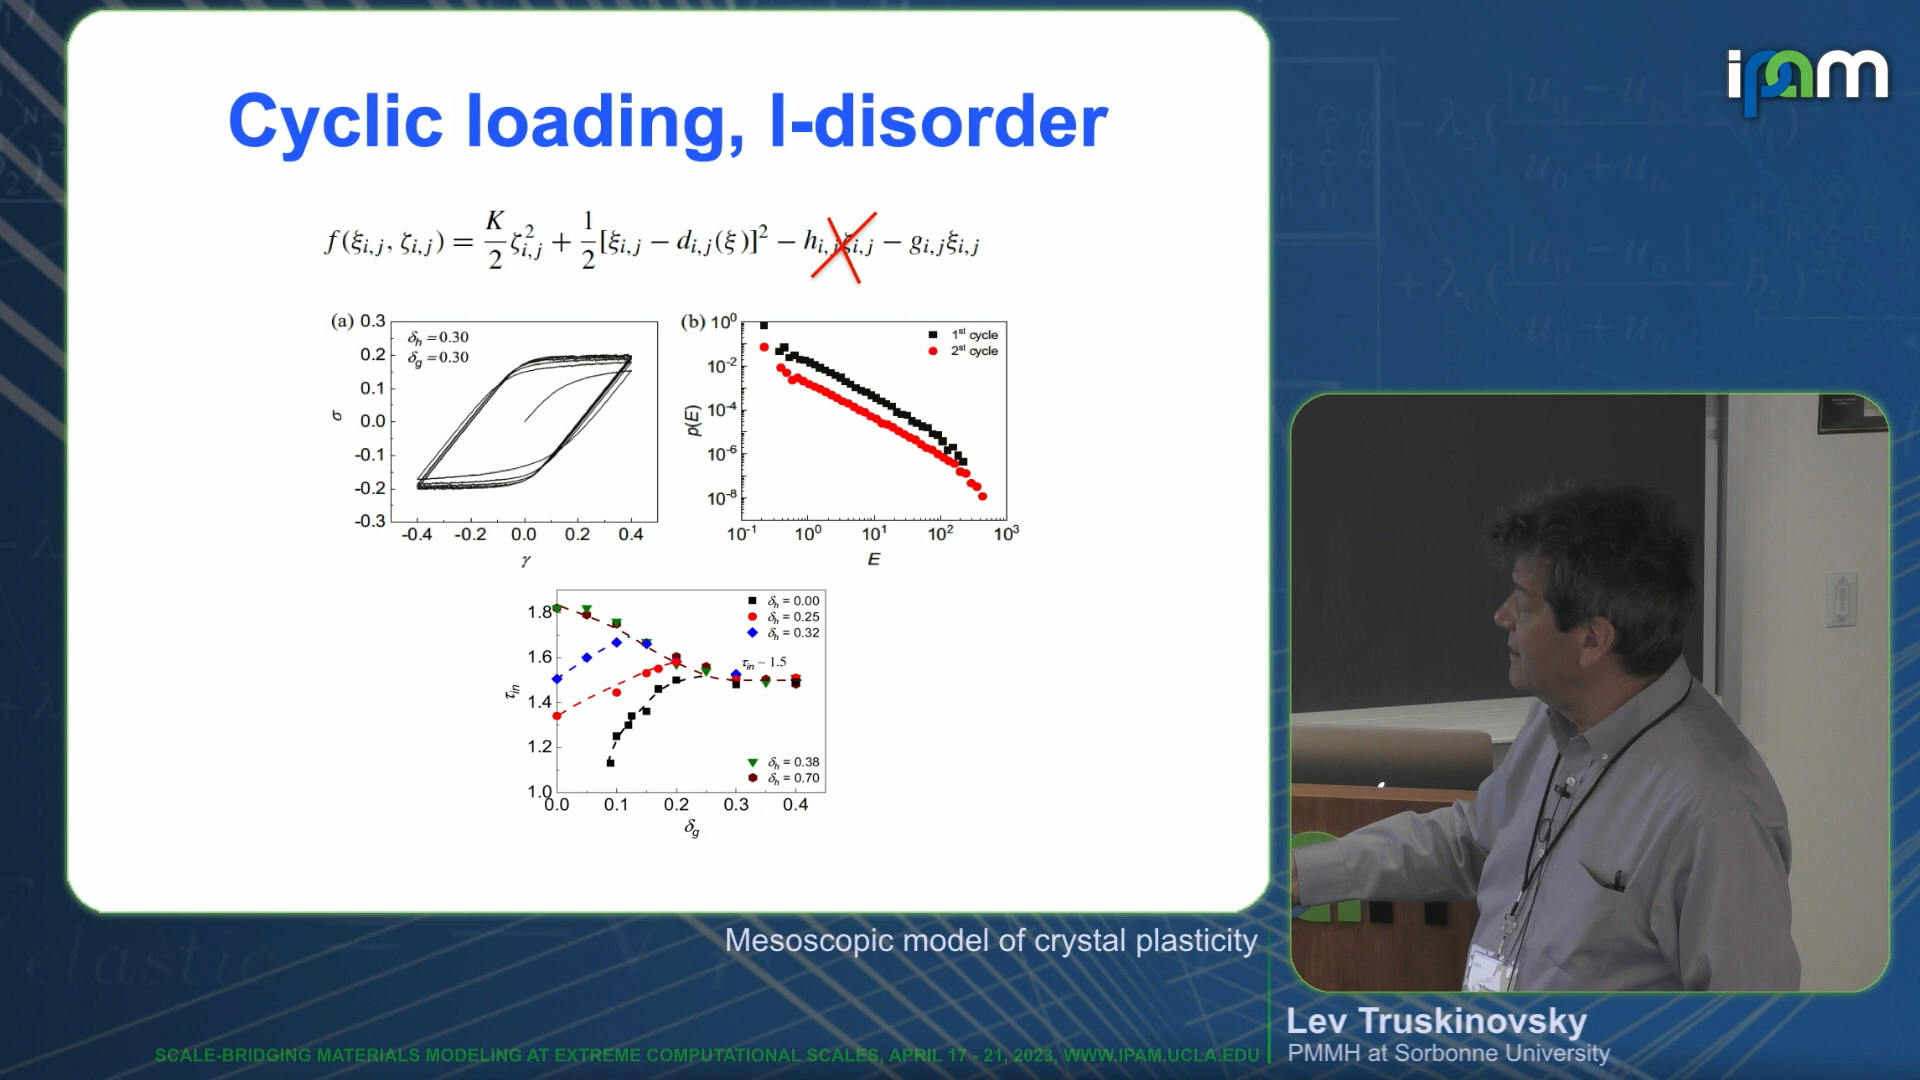 ipam
Cyclic loading, I-disorder
f(ξi,j, ζi,j) = K/2 ζ²i,j + 1/2 [ξi,j − di,j(ξ)]² − hi,jζi,j − gi,jξi,j
(a)
δh = 0.30
δg = 0.30
0.3
0.2
0.1
0.0
-0.1
-0.2
-0.3
σ
-0.4 -0.2 0.0 0.2 0.4
γ
(b)
1st cycle
2st cycle
10⁰
10⁻²
10⁻⁴
10⁻⁶
10⁻⁸
p(E)
10⁻¹ 10⁰ 10¹ 10² 10³
E
δh = 0.00
δh = 0.25
δh = 0.32
τin ~ 1.5
δh = 0.38
δh = 0.70
1.8
1.6
1.4
1.2
1.0
τin
0.0 0.1 0.2 0.3 0.4
δg
Mesoscopic model of crystal plasticity
Lev Truskinovsky
PMMH at Sorbonne University
SCALE-BRIDGING MATERIALS MODELING AT EXTREME COMPUTATIONAL SCALES, APRIL 17 - 21, 2023, WWW.IPAM.UCLA.EDU
elastic